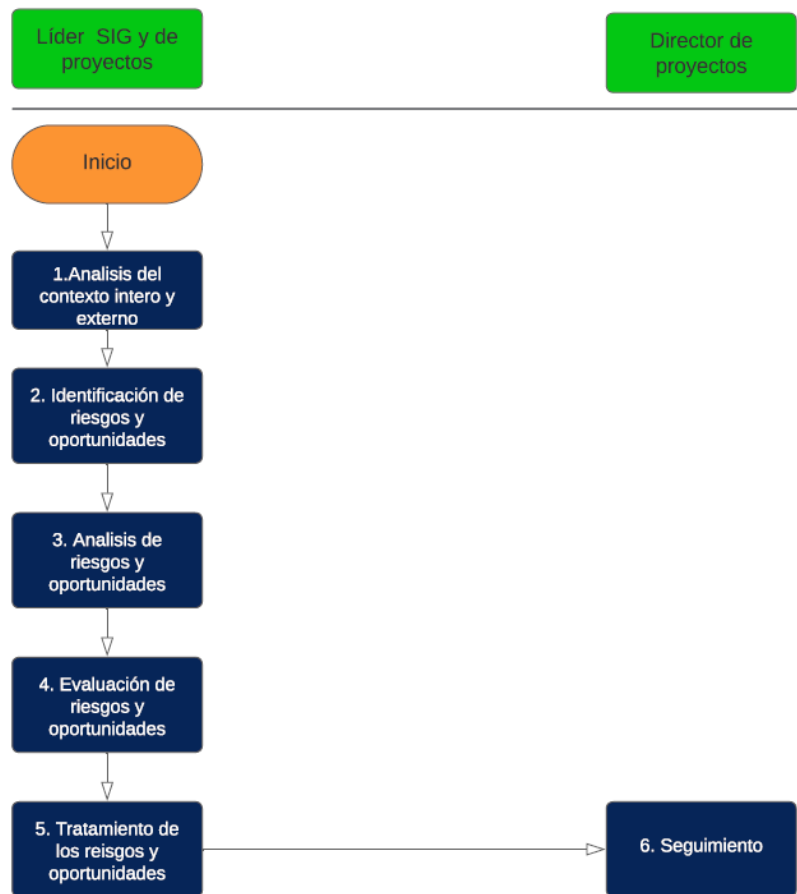 Líder SIG y de
proyectos
Director de
proyectos
Inicio
1.Analisis del
contexto intero y
externo
2. Identificación de
riesgos y
oportunidades
3. Analisis de
riesgos y
oportunidades
4. Evaluación de
riesgos y
oportunidades
5. Tratamiento de
los reisgos y
oportunidades
6. Seguimiento